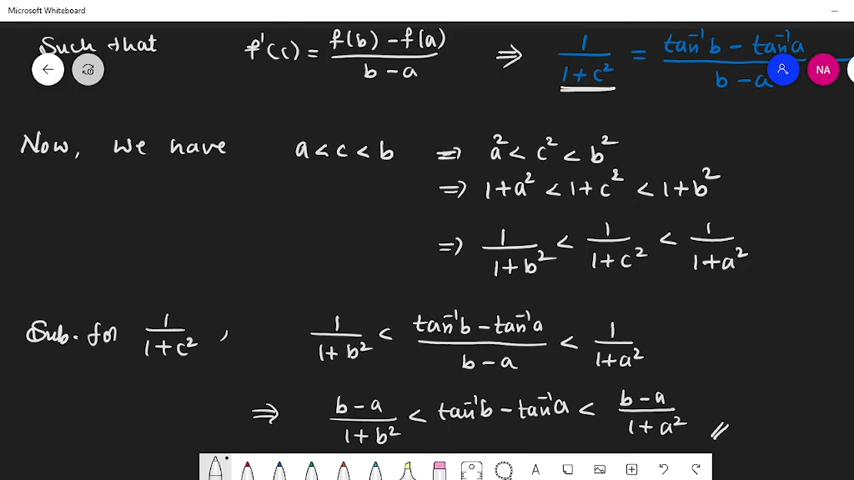 Microsoft Whiteboard
Such that f'(c) = f(b) - f(a) / b - a ⇒ 1 / 1 + c² = tan⁻¹b - tan⁻¹a / b - a
NA
Now, we have a < c < b ⇒ a² < c² < b²
⇒ 1 + a² < 1 + c² < 1 + b²
⇒ 1 / 1 + b² < 1 / 1 + c² < 1 / 1 + a²
Sub. for 1 / 1 + c² , 1 / 1 + b² < tan⁻¹b - tan⁻¹a / b - a < 1 / 1 + a²
⇒ b - a / 1 + b² < tan⁻¹b - tan⁻¹a < b - a / 1 + a² //
A